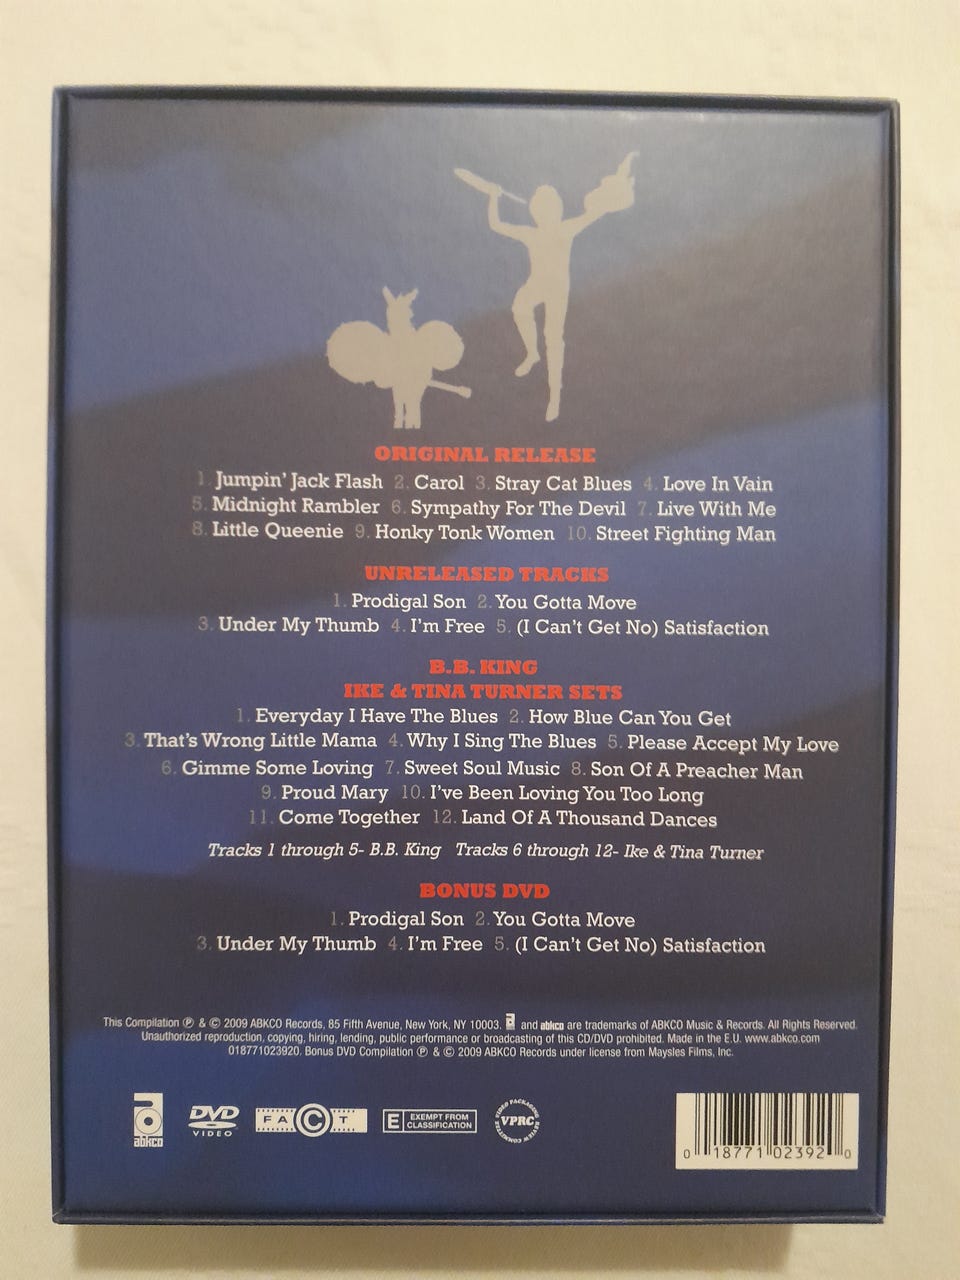 ORIGINAL RELEASE
1. Jumpin' Jack Flash 2. Carol 3. Stray Cat Blues 4. Love In Vain
5. Midnight Rambler 6. Sympathy For The Devil 7. Live With Me
8. Little Queenie 9. Honky Tonk Women 10. Street Fighting Man
UNRELEASED TRACKS
1. Prodigal Son 2. You Gotta Move
3. Under My Thumb 4. I'm Free 5. (I Can't Get No) Satisfaction
B.B. KING
IKE & TINA TURNER SETS
1. Everyday I Have The Blues 2. How Blue Can You Get
3. That's Wrong Little Mama 4. Why I Sing The Blues 5. Please Accept My Love
6. Gimme Some Loving 7. Sweet Soul Music 8. Son Of A Preacher Man
9. Proud Mary 10. I've Been Loving You Too Long
11. Come Together 12. Land Of A Thousand Dances
Tracks 1 through 5- B.B. King Tracks 6 through 12- Ike & Tina Turner
BONUS DVD
1. Prodigal Son 2. You Gotta Move
3. Under My Thumb 4. I'm Free 5. (I Can't Get No) Satisfaction
This Compilation ℗ & © 2009 ABKCO Records, 85 Fifth Avenue, New York, NY 10003. and abkco are trademarks of ABKCO Music & Records. All Rights Reserved.
Unauthorized reproduction, copying, hiring, lending, public performance or broadcasting of this CD/DVD prohibited. Made in the E.U. www.abkco.com
018771023920. Bonus DVD Compilation ℗ & © 2009 ABKCO Records under license from Maysles Films, Inc.
abkco
DVD
VIDEO
FACT
E EXEMPT FROM
CLASSIFICATION
VIDEO PACKAGING REVIEW COMMITTEE
VPRC
0 18771 02392 0